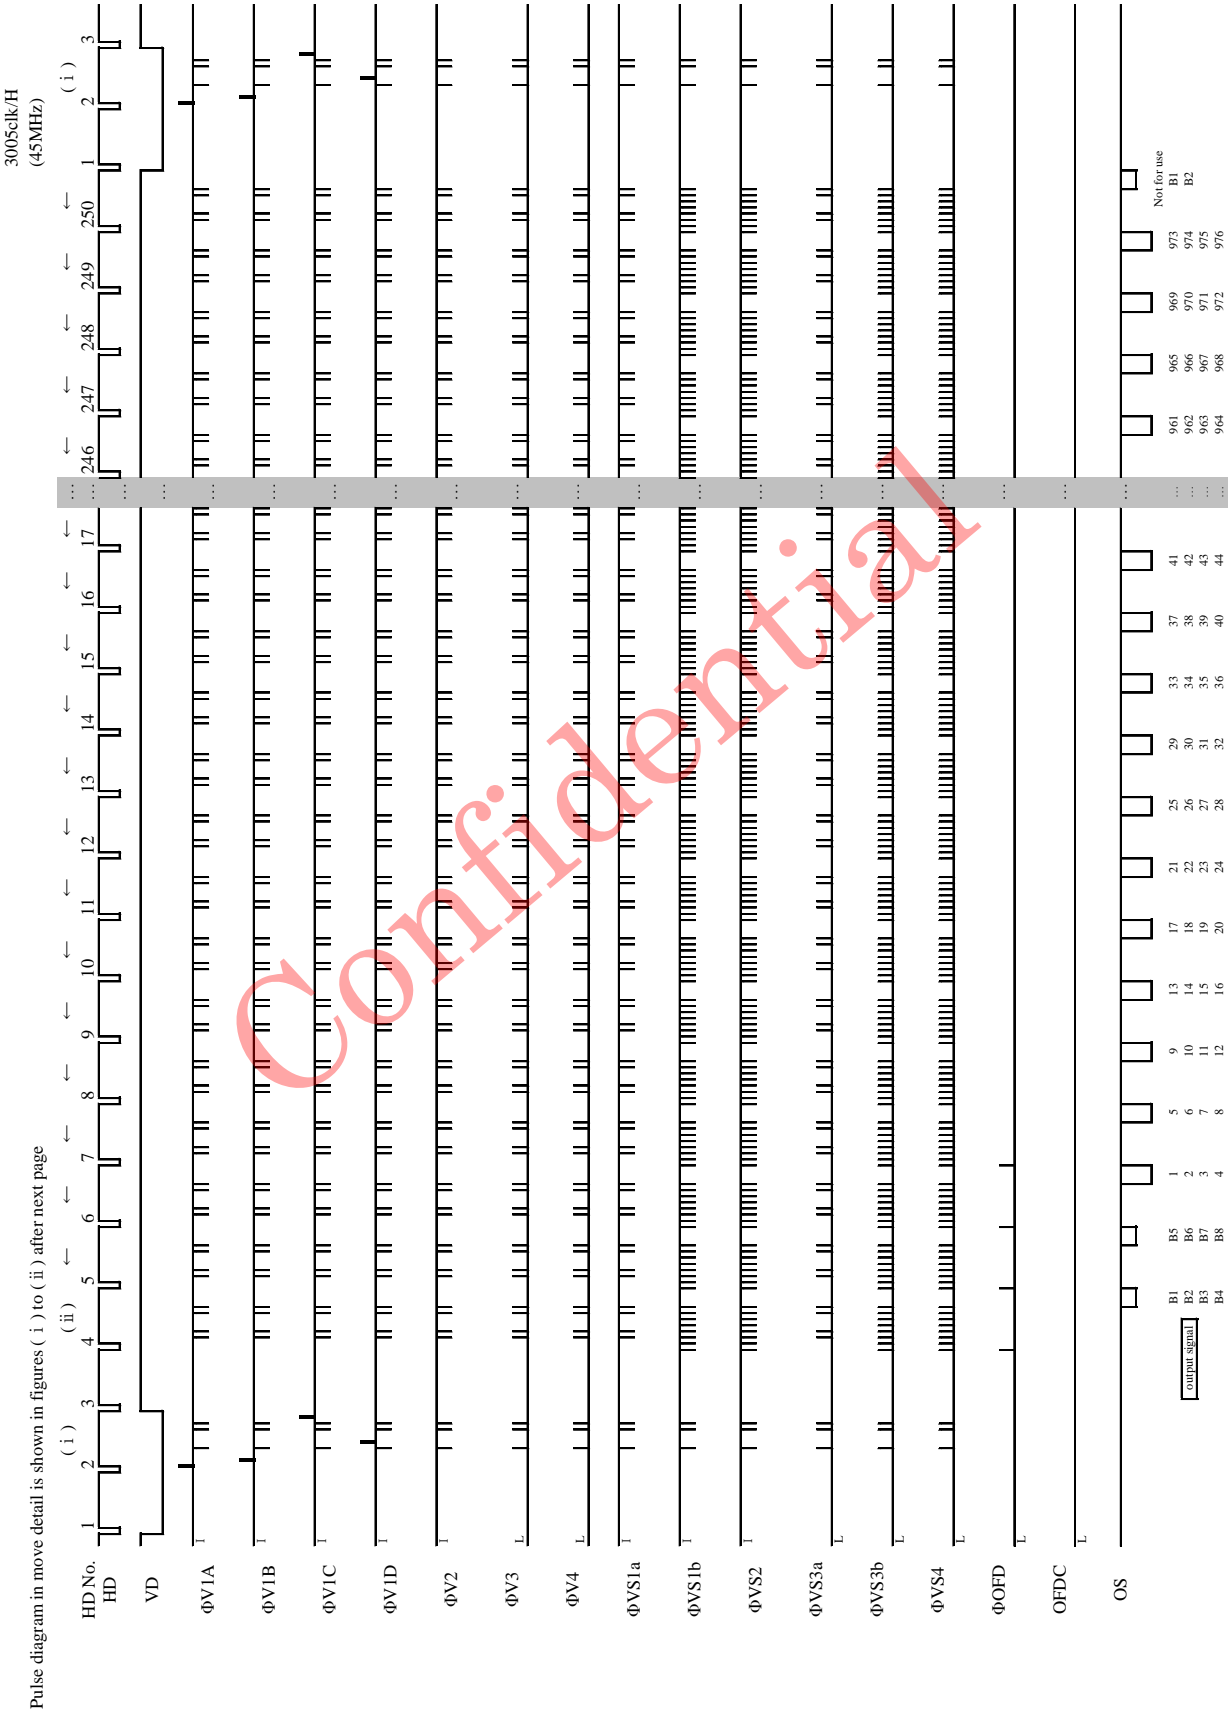 Pulse diagram in move detail is shown in figures ( i ) to ( ii ) after next page
3005clk/H
(45MHz)
( i ) ( ii ) ← ← ← ← ← ← ← ← ← ← ← ← ← … ← ← ← ← ← ( i )
HD No. 1 2 3 4 5 6 7 8 9 10 11 12 13 14 15 16 17 … 246 247 248 249 250 1 2 3
HD …
VD …
ΦV1A I …
ΦV1B I …
ΦV1C I …
ΦV1D I …
ΦV2 I …
ΦV3 L …
ΦV4 L …
ΦVS1a I …
ΦVS1b I …
ΦVS2 I …
ΦVS3a L …
ΦVS3b L …
ΦVS4 L …
ΦOFD L …
OFDC L …
OS …
Not for use
output signal
B1 B5 1 5 9 13 17 21 25 29 33 37 41 … 961 965 969 973 B1
B2 B6 2 6 10 14 18 22 26 30 34 38 42 … 962 966 970 974 B2
B3 B7 3 7 11 15 19 23 27 31 35 39 43 … 963 967 971 975
B4 B8 4 8 12 16 20 24 28 32 36 40 44 … 964 968 972 976
Confidential